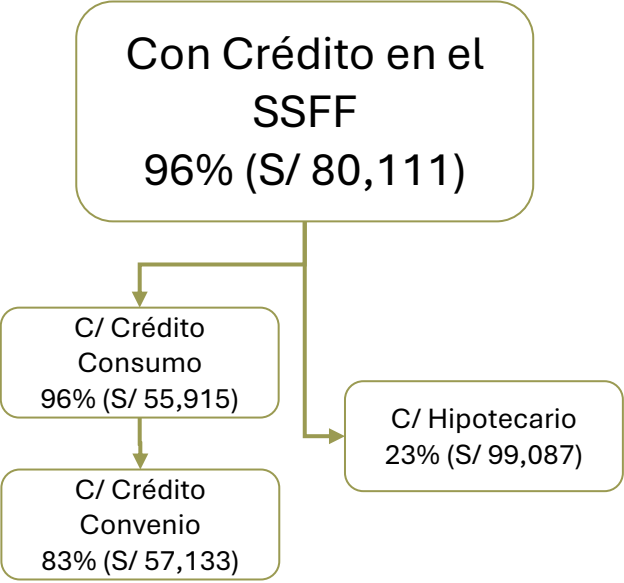 Con Crédito en el
SSFF
96% (S/ 80,111)
C/ Crédito
Consumo
96% (S/ 55,915)
C/ Hipotecario
23% (S/ 99,087)
C/ Crédito
Convenio
83% (S/ 57,133)